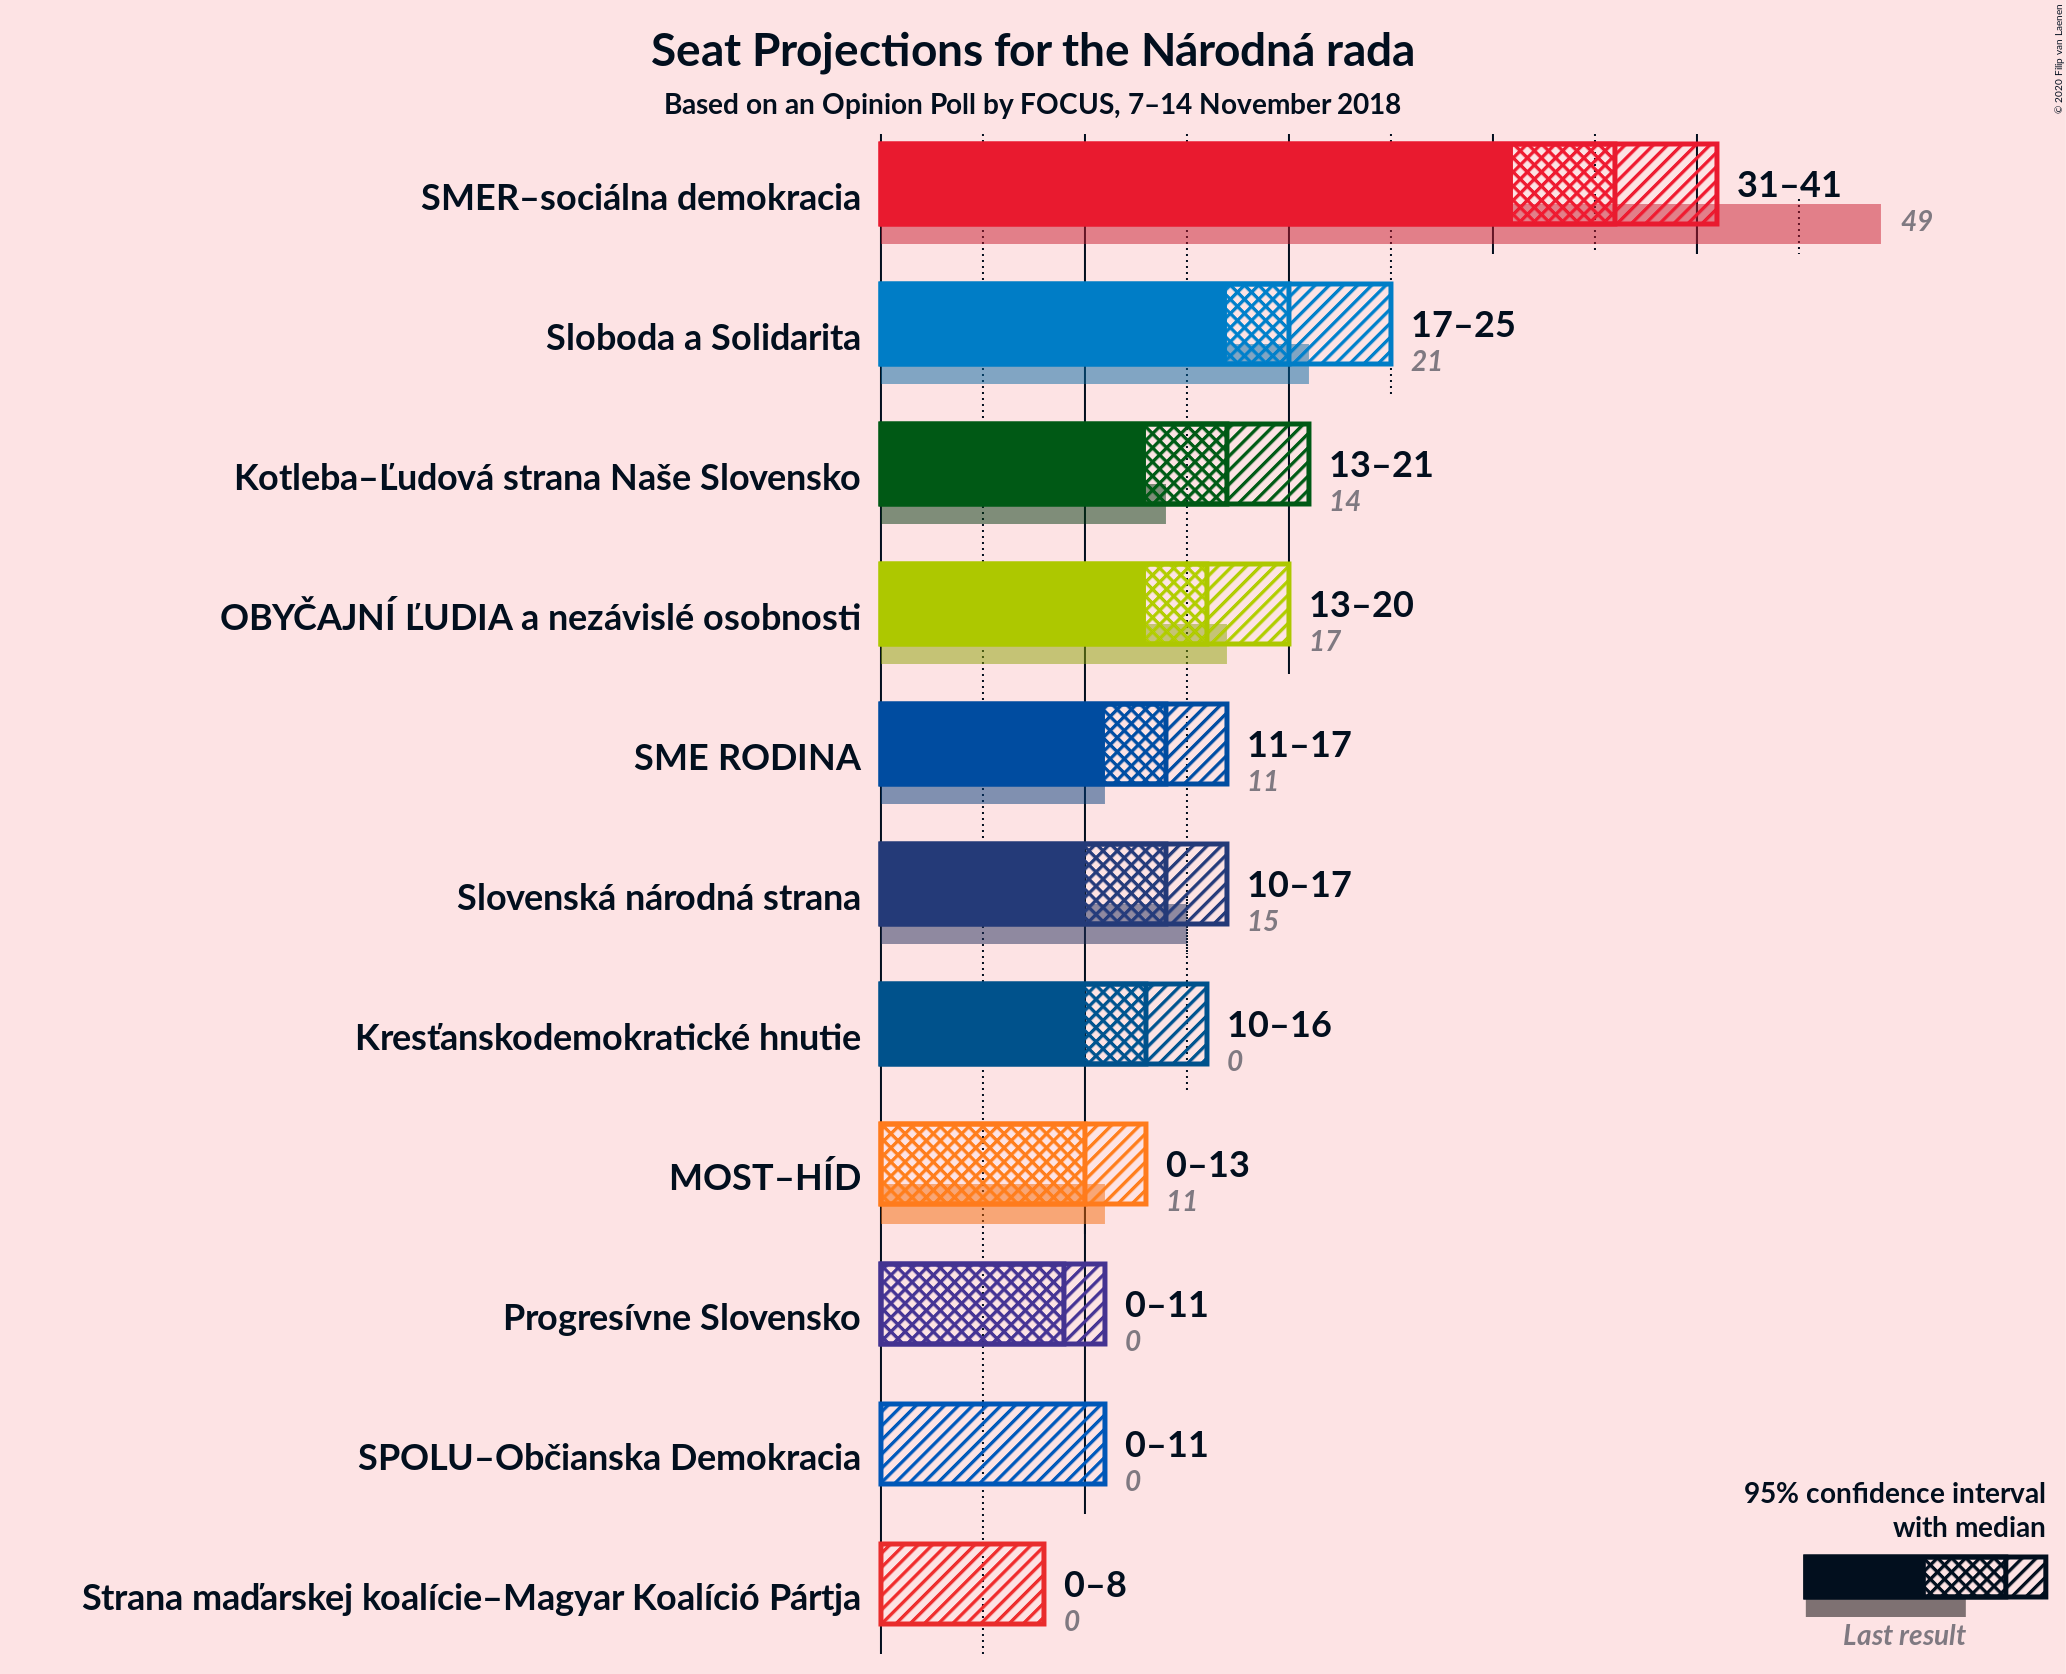 © 2020 Filip van Laenen
Seat Projections for the Národná rada
Based on an Opinion Poll by FOCUS, 7–14 November 2018
SMER–sociálna demokracia
31–41
49
Sloboda a Solidarita
17–25
21
Kotleba–Ľudová strana Naše Slovensko
13–21
14
OBYČAJNÍ ĽUDIA a nezávislé osobnosti
13–20
17
SME RODINA
11–17
11
Slovenská národná strana
10–17
15
Kresťanskodemokratické hnutie
10–16
0
MOST–HÍD
0–13
11
Progresívne Slovensko
0–11
0
SPOLU–Občianska Demokracia
0–11
0
Strana maďarskej koalície–Magyar Koalíció Pártja
0–8
0
95% confidence interval
with median
Last result